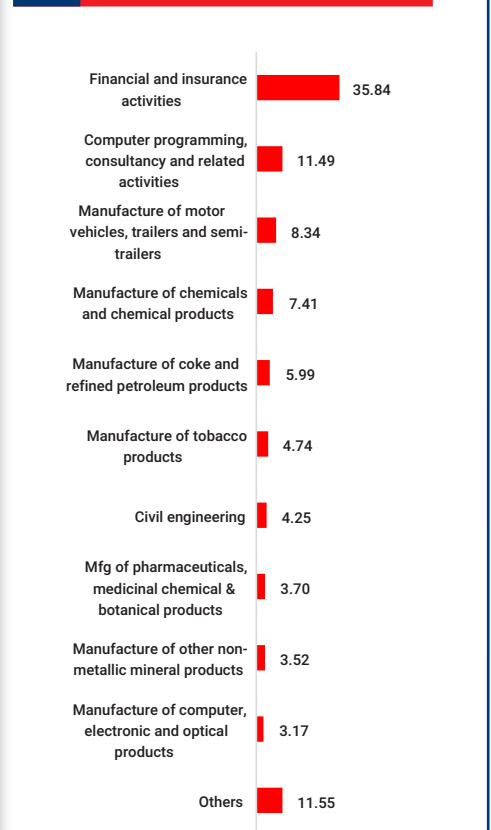 Financial and insurance
activities
35.84
Computer programming,
consultancy and related
activities
11.49
Manufacture of motor
vehicles, trailers and semi-
trailers
8.34
Manufacture of chemicals
and chemical products
7.41
Manufacture of coke and
refined petroleum products
5.99
Manufacture of tobacco
products
4.74
Civil engineering
4.25
Mfg of pharmaceuticals,
medicinal chemical &
botanical products
3.70
Manufacture of other non-
metallic mineral products
3.52
Manufacture of computer,
electronic and optical
products
3.17
Others
11.55